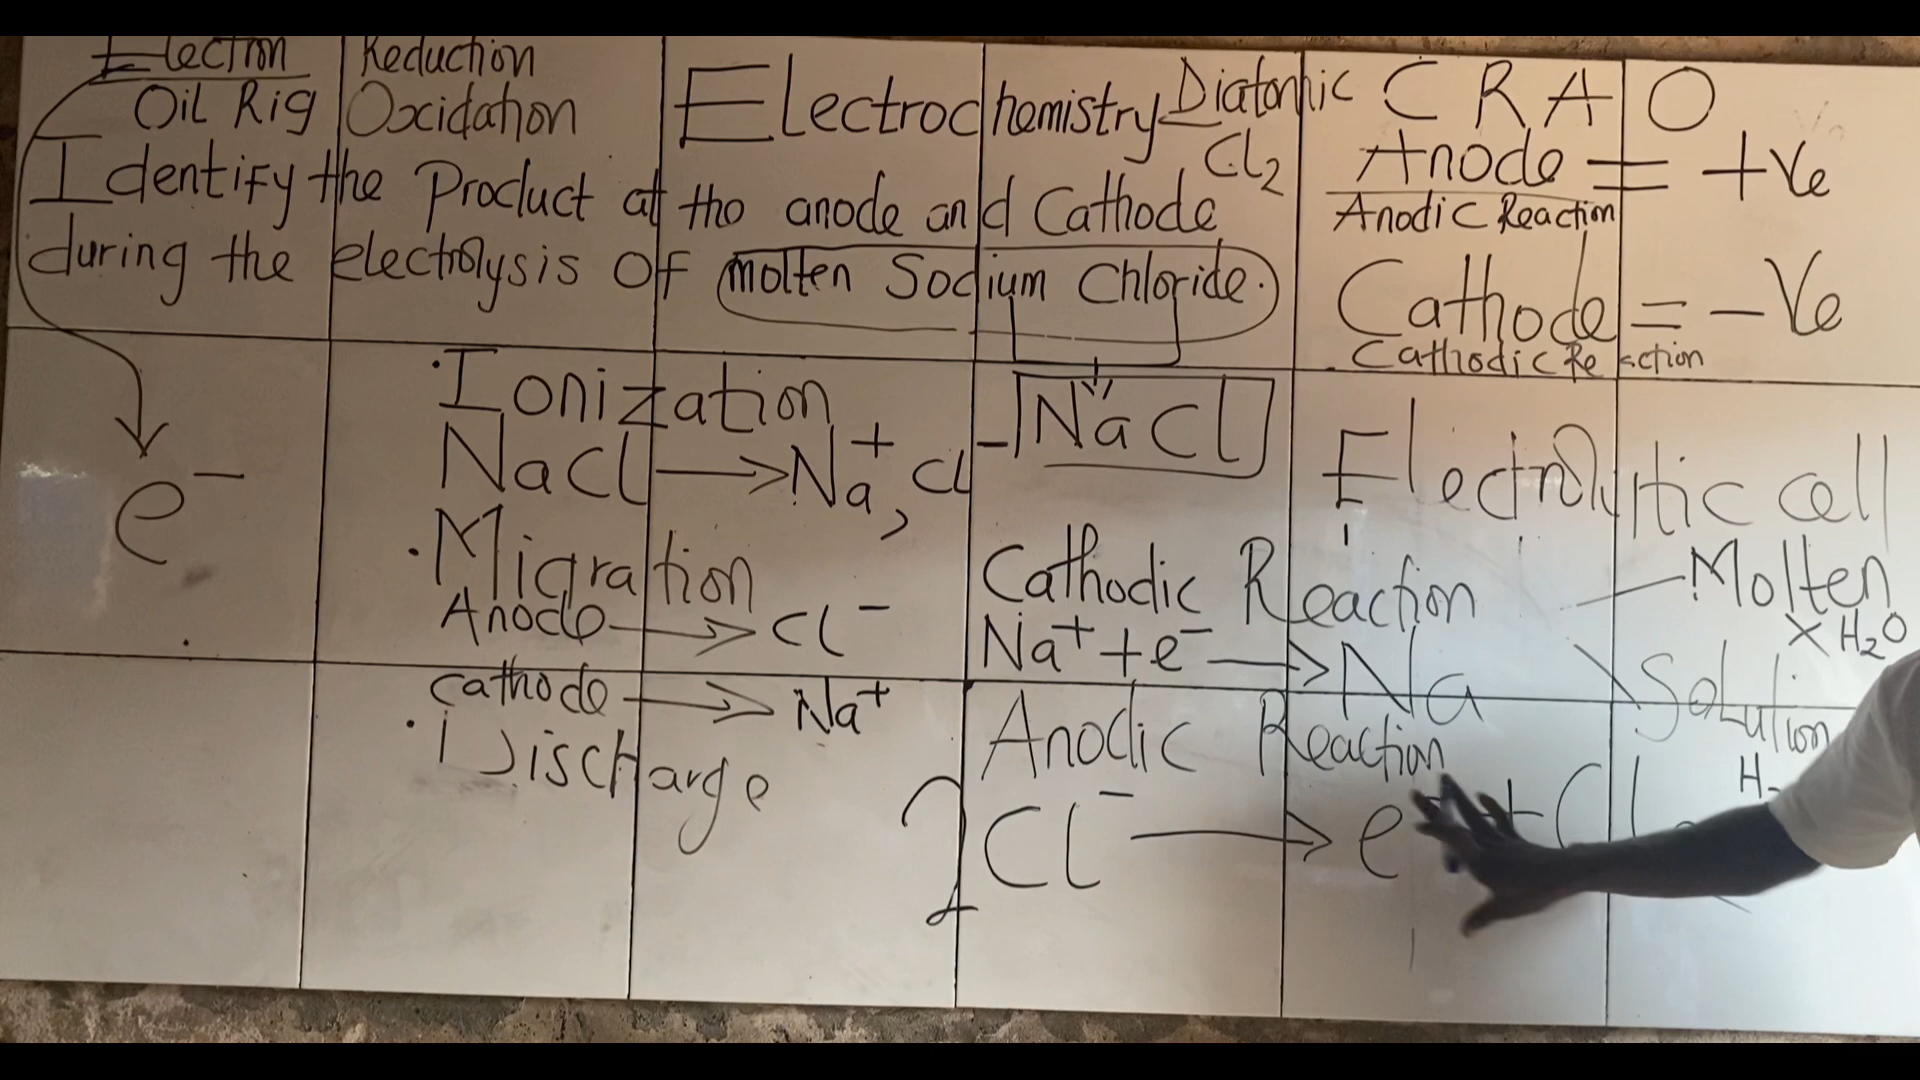 Electron
Oil Rig
Reduction
Oxidation
Electrochemistry
Diatomic
Cl2
C R A O
Anode = +Ve
Anodic Reaction
Cathode = -Ve
Cathodic Reaction
Identify the Product at the anode and Cathode
during the electrolysis OF molten Sodium Chloride.
NaCl
e-
• Ionization
NaCl → Na+, Cl-
• Migration
Anode → Cl-
cathode → Na+
• Discharge
Cathodic Reaction
Na+ + e- → Na
Anodic Reaction
2Cl- → e- + Cl
Electrolytic cell
Molten
X H2O
Solution